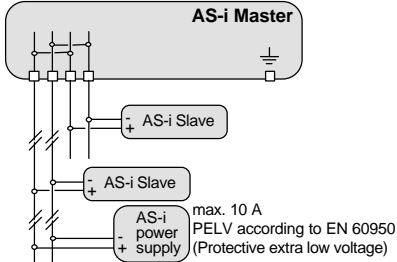 AS-i Master
-
+ AS-i Slave
-
+ AS-i Slave
AS-i
power
supply
-
+
max. 10 A
PELV according to EN 60950
(Protective extra low voltage)